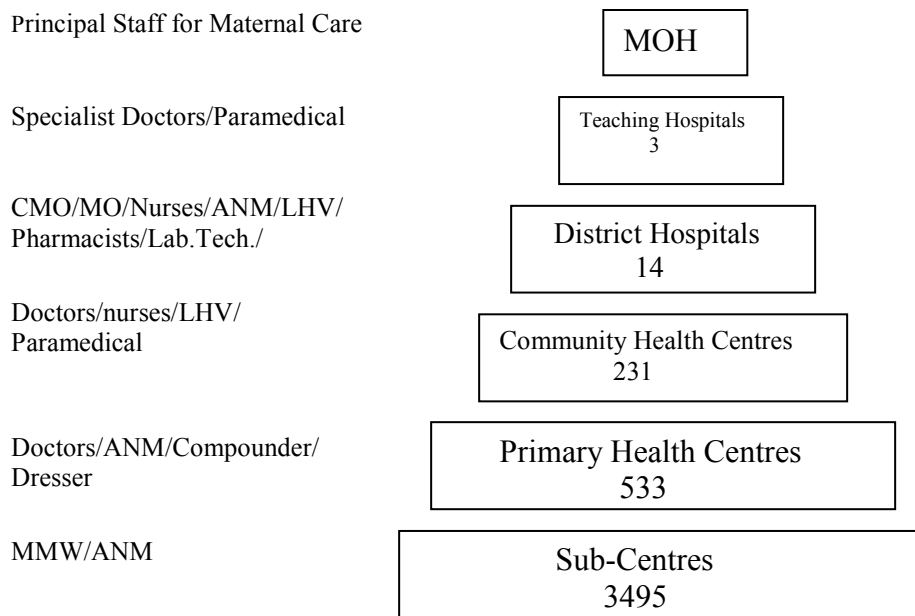 Principal Staff for Maternal Care
MOH
Specialist Doctors/Paramedical
Teaching Hospitals
3
CMO/MO/Nurses/ANM/LHV/
Pharmacists/Lab.Tech./
District Hospitals
14
Doctors/nurses/LHV/
Paramedical
Community Health Centres
231
Doctors/ANM/Compounder/
Dresser
Primary Health Centres
533
MMW/ANM
Sub-Centres
3495